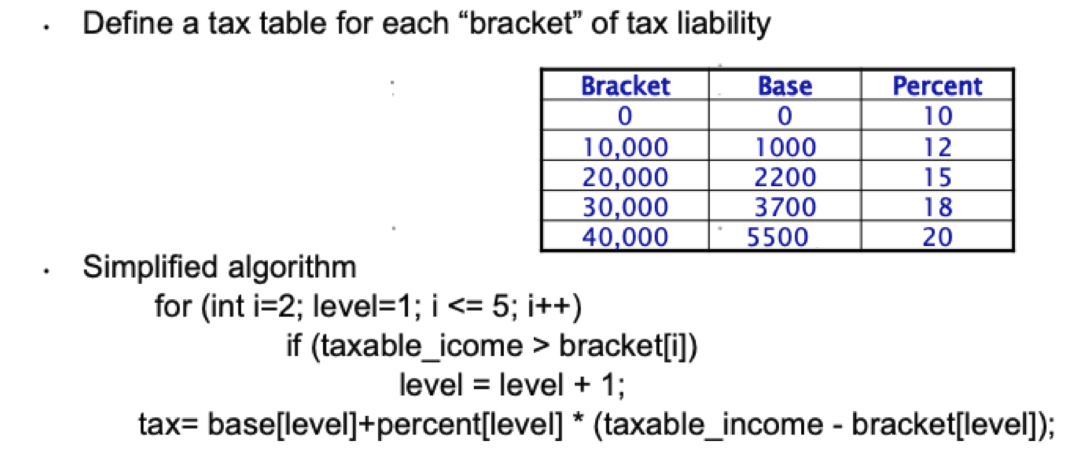 • Define a tax table for each “bracket” of tax liability
Bracket Base Percent
0 0 10
10,000 1000 12
20,000 2200 15
30,000 3700 18
40,000 5500 20
• Simplified algorithm
for (int i=2; level=1; i <= 5; i++)
if (taxable_icome > bracket[i])
level = level + 1;
tax= base[level]+percent[level] * (taxable_income - bracket[level]);